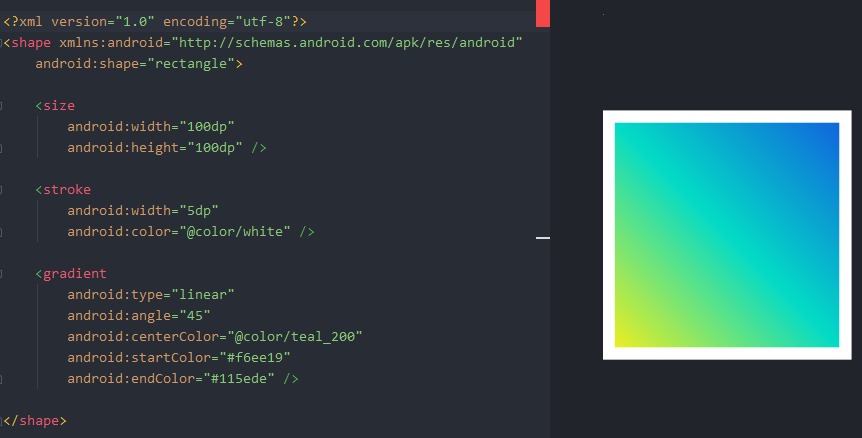 <?xml version="1.0" encoding="utf-8"?>
<shape xmlns:android="http://schemas.android.com/apk/res/android"
    android:shape="rectangle">

    <size
        android:width="100dp"
        android:height="100dp" />

    <stroke
        android:width="5dp"
        android:color="@color/white" />

    <gradient
        android:type="linear"
        android:angle="45"
        android:centerColor="@color/teal_200"
        android:startColor="#f6ee19"
        android:endColor="#115ede" />

</shape>